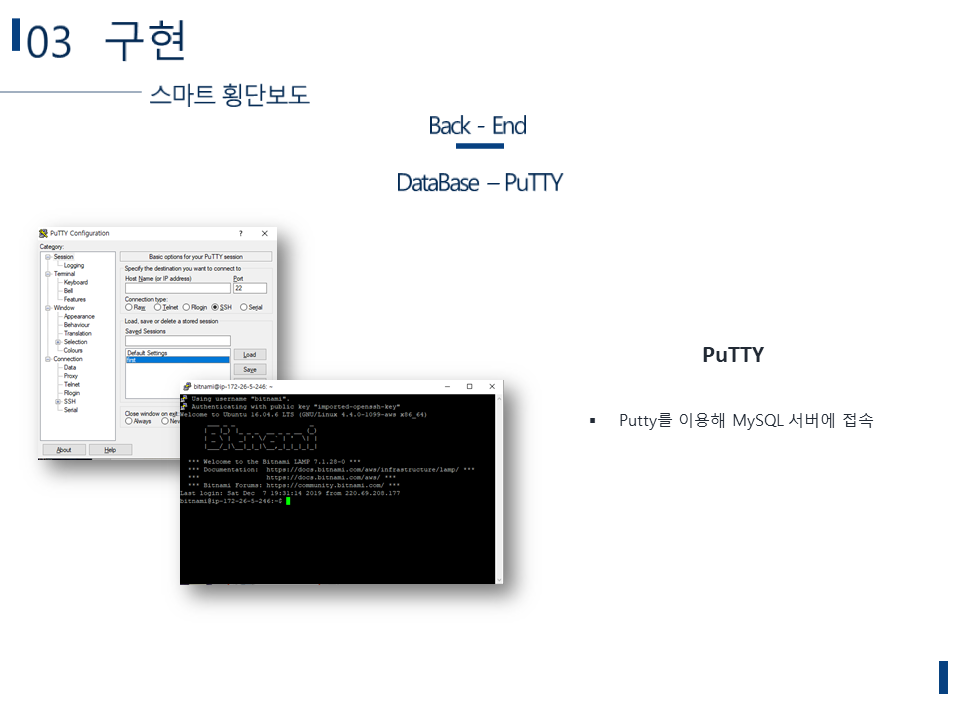 03 구현
스마트 횡단보도
Back - End
DataBase – PuTTY
PuTTY Configuration
Category:
Session
Logging
Terminal
Keyboard
Bell
Features
Window
Appearance
Behaviour
Translation
Selection
Colours
Connection
Data
Proxy
Telnet
Rlogin
SSH
Serial
Basic options for your PuTTY session
Specify the destination you want to connect to
Host Name (or IP address) Port
22
Connection type:
Raw Telnet Rlogin SSH Serial
Load, save or delete a stored session
Saved Sessions
Default Settings
first
Load
Save
Close window on exit:
Always
About Help
bitnami@ip-172-26-5-246: ~
Using username "bitnami".
Authenticating with public key "imported-openssh-key"
Welcome to Ubuntu 16.04.6 LTS (GNU/Linux 4.4.0-1099-aws x86_64)
*** Welcome to the Bitnami LAMP 7.1.28-0 ***
*** Documentation: https://docs.bitnami.com/aws/infrastructure/lamp/ ***
*** https://docs.bitnami.com/aws/ ***
*** Bitnami Forums: https://community.bitnami.com/ ***
Last login: Sat Dec 7 19:31:14 2019 from 220.69.208.177
bitnami@ip-172-26-5-246:~$
PuTTY
▪ Putty를 이용해 MySQL 서버에 접속